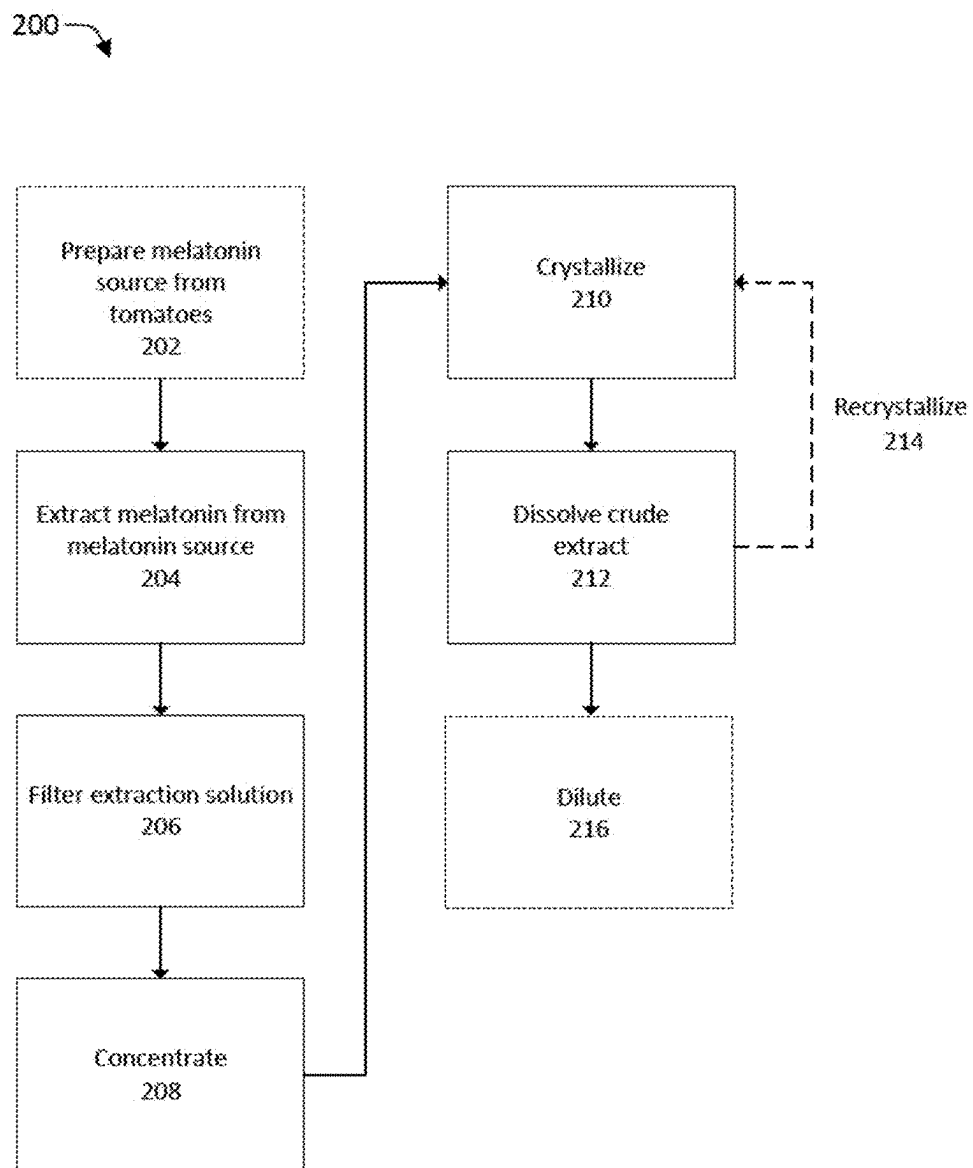 200
Prepare melatonin
source from
tomatoes
202
Extract melatonin from
melatonin source
204
Filter extraction solution
206
Concentrate
208
Crystallize
210
Recrystallize
214
Dissolve crude
extract
212
Dilute
216